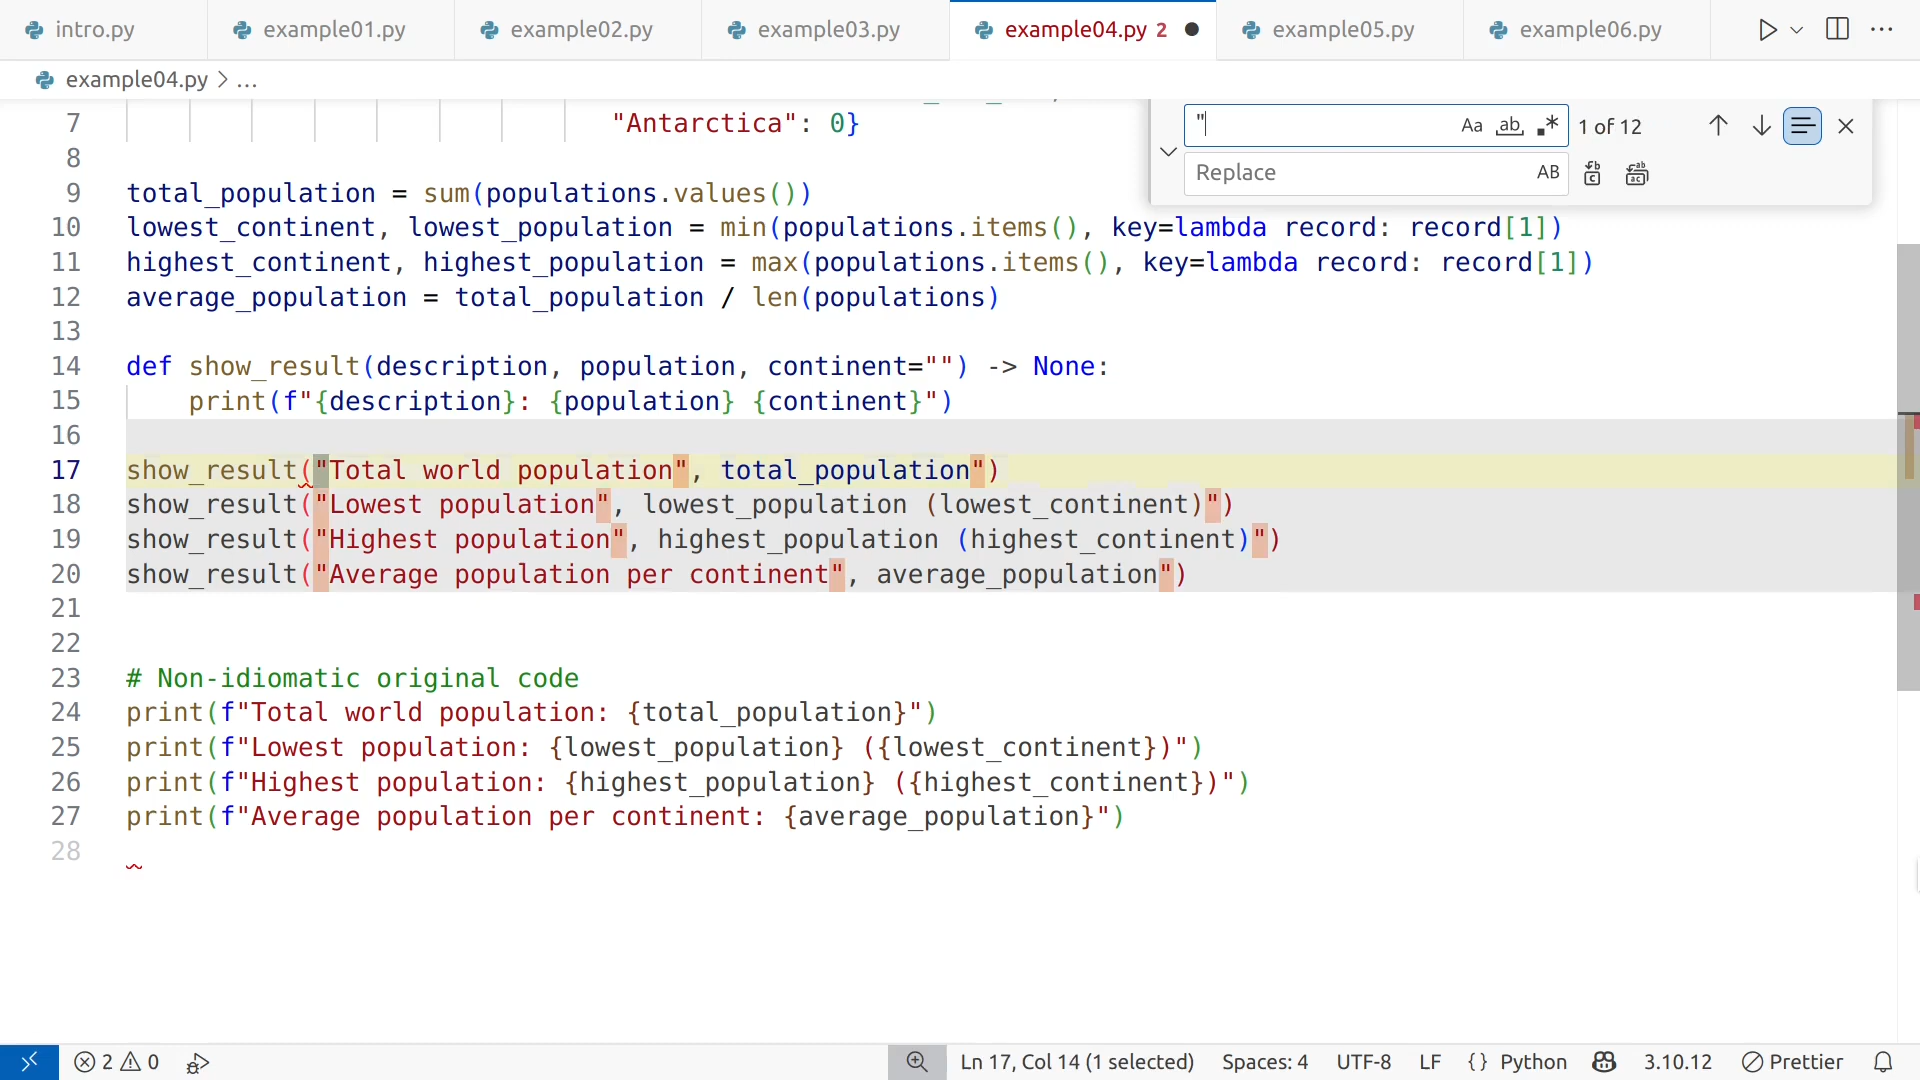 intro.py example01.py example02.py example03.py example04.py 2 example05.py example06.py
example04.py > ...
7 "Antarctica": 0}
" Aa ab .* 1 of 12
Replace AB
8
9 total_population = sum(populations.values())
10 lowest_continent, lowest_population = min(populations.items(), key=lambda record: record[1])
11 highest_continent, highest_population = max(populations.items(), key=lambda record: record[1])
12 average_population = total_population / len(populations)
13
14 def show_result(description, population, continent="") -> None:
15 print(f"{description}: {population} {continent}")
16
17 show_result("Total world population", total_population")
18 show_result("Lowest population", lowest_population (lowest_continent)")
19 show_result("Highest population", highest_population (highest_continent)")
20 show_result("Average population per continent", average_population")
21
22
23 # Non-idiomatic original code
24 print(f"Total world population: {total_population}")
25 print(f"Lowest population: {lowest_population} ({lowest_continent})")
26 print(f"Highest population: {highest_population} ({highest_continent})")
27 print(f"Average population per continent: {average_population}")
28
2 0 Ln 17, Col 14 (1 selected) Spaces: 4 UTF-8 LF {} Python 3.10.12 Prettier